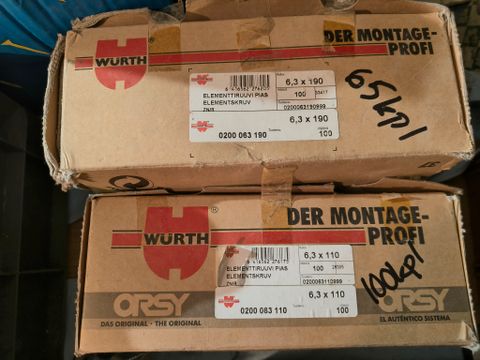 WÜRTH
DER MONTAGE-
PROFI
WÜRTH
ELEMENTTIRUUVI PIAS
ELEMENTSKRUV
6,3 x 190
100
0200063190999
6,3 x 190
0200 063 190
100
65kpl
WÜRTH
®
DER MONTAGE-
PROFI
ELEMENTTIRUUVI PIAS
ELEMENTSKRUV
6,3 x 110
100
0200063110999
6,3 x 110
0200 063 110
100
100kpl
ORSY
DAS ORIGINAL · THE ORIGINAL
ORSY
EL AUTÉNTICO SISTEMA